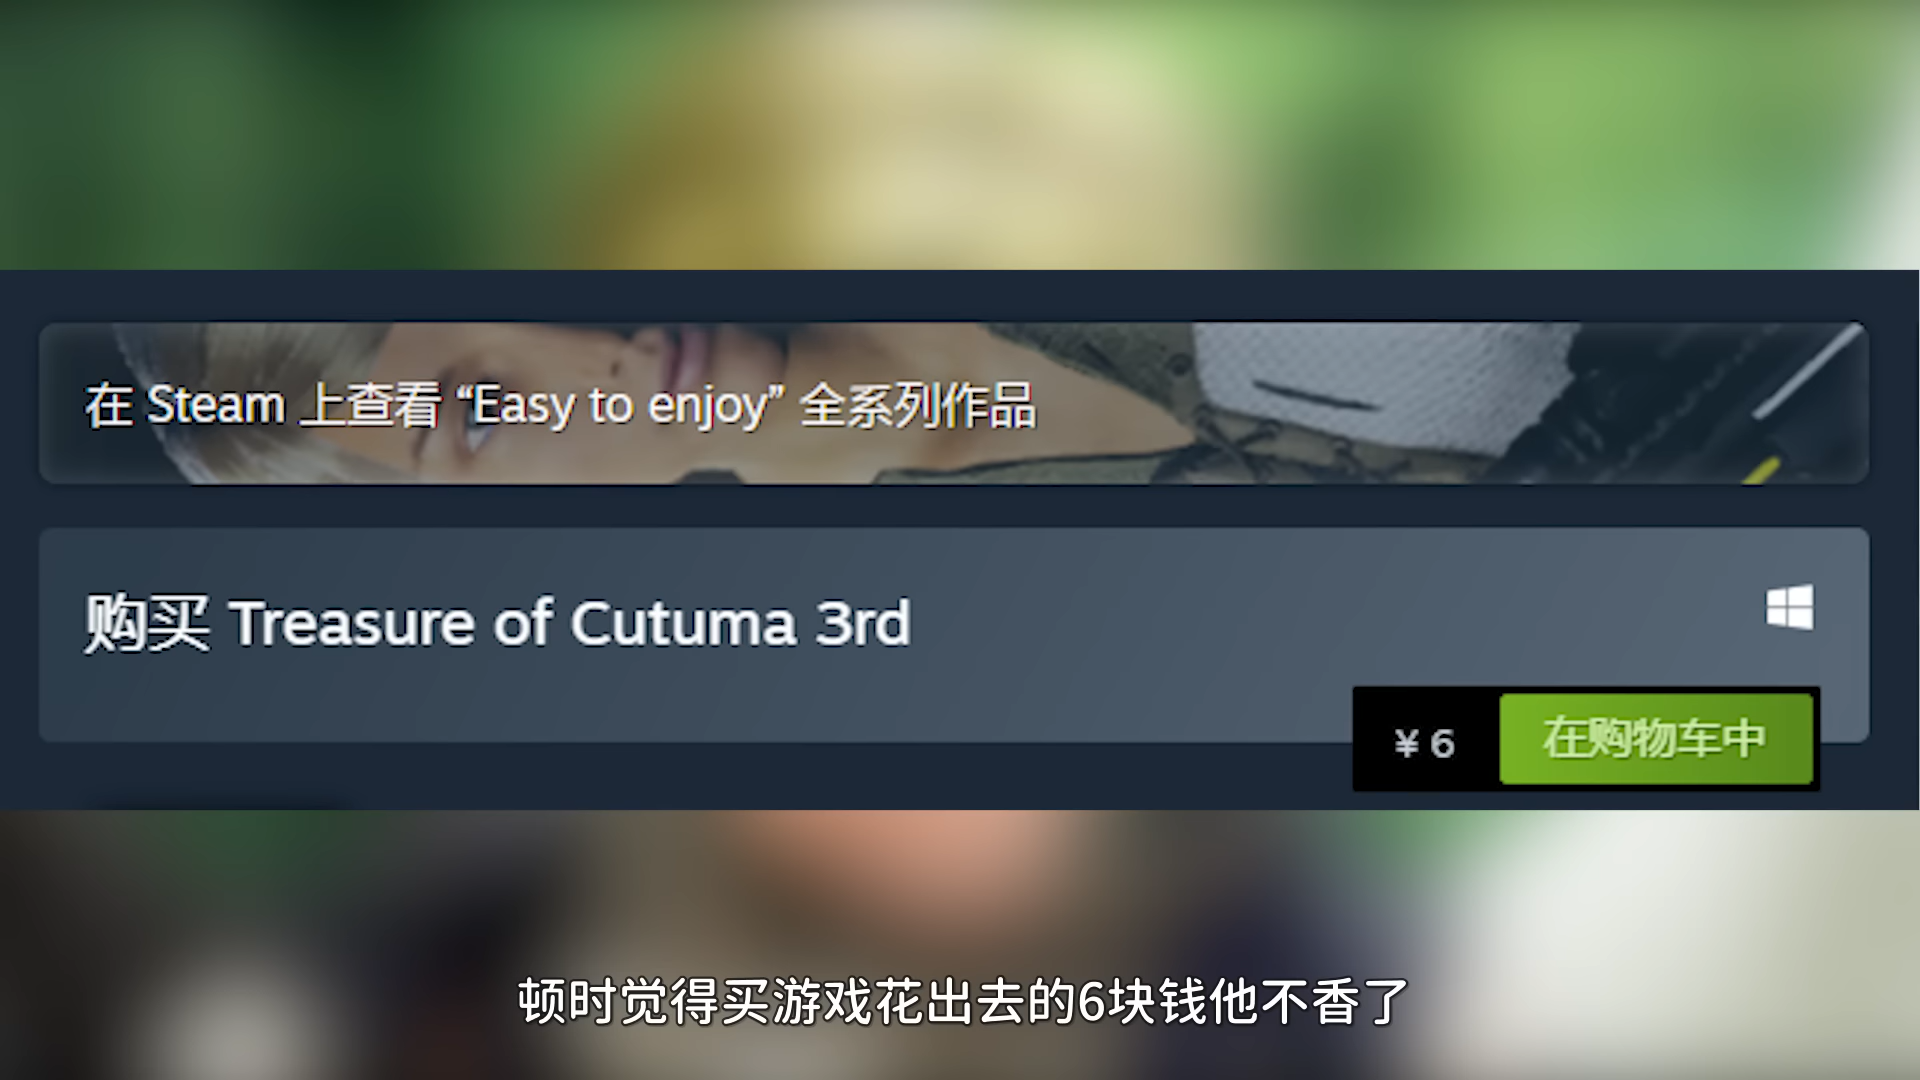 在 Steam 上查看 “Easy to enjoy” 全系列作品
购买 Treasure of Cutuma 3rd
¥ 6
在购物车中
顿时觉得买游戏花出去的6块钱他不香了